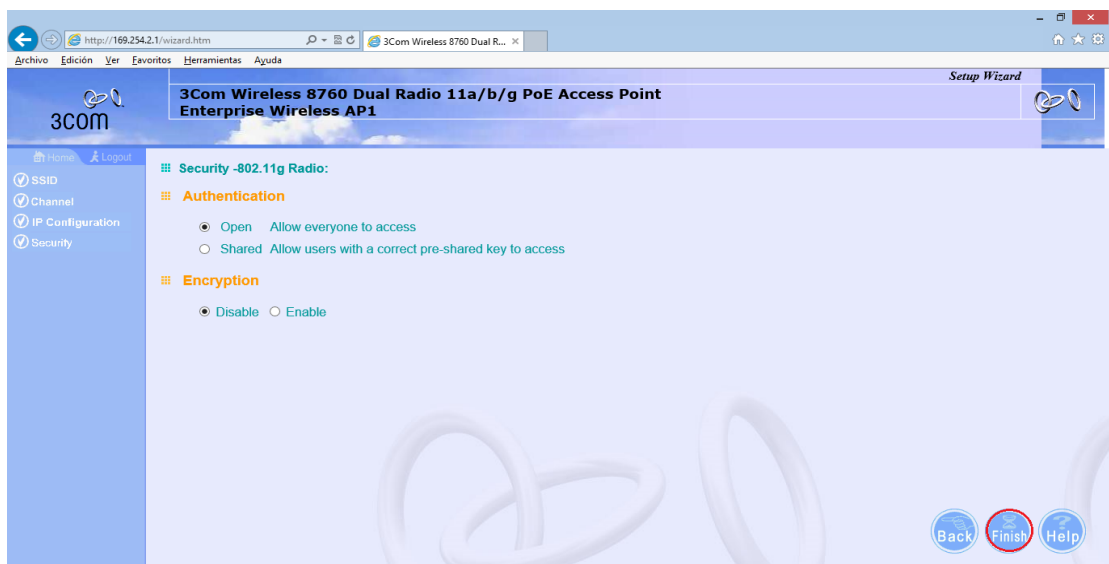 http://169.254.2.1/wizard.htm
3Com Wireless 8760 Dual R...
Archivo Edición Ver Favoritos Herramientas Ayuda
Setup Wizard
3com
3Com Wireless 8760 Dual Radio 11a/b/g PoE Access Point
Enterprise Wireless AP1
Home Logout
SSID
Channel
IP Configuration
Security
Security -802.11g Radio:
Authentication
Open Allow everyone to access
Shared Allow users with a correct pre-shared key to access
Encryption
Disable Enable
Back Finish Help